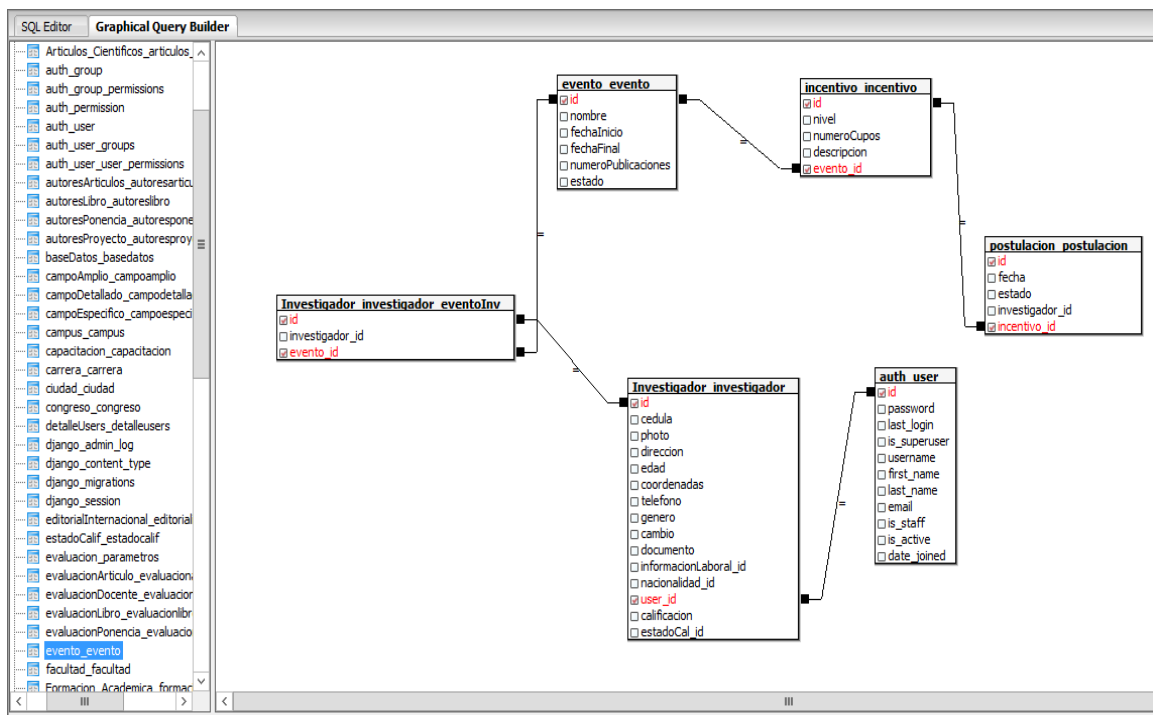 SQL Editor
Graphical Query Builder
Articulos_Cientificos_articulos_
auth_group
auth_group_permissions
auth_permission
auth_user
auth_user_groups
auth_user_user_permissions
autoresArticulos_autoresarticu
autoresLibro_autoreslibro
autoresPonencia_autorespone
autoresProyecto_autoresproy
baseDatos_basedatos
campoAmplio_campoamplio
campoDetallado_campodetalla
campoEspecifico_campoespeci
campus_campus
capacitacion_capacitacion
carrera_carrera
ciudad_ciudad
congreso_congreso
detalleUsers_detalleusers
django_admin_log
django_content_type
django_migrations
django_session
editorialInternacional_editorial
estadoCalif_estadocalif
evaluacion_parametros
evaluacionArticulo_evaluacion
evaluacionDocente_evaluacion
evaluacionLibro_evaluacionlibr
evaluacionPonencia_evaluacio
evento_evento
facultad_facultad
Formacion_Academica_formac
evento_evento
id
nombre
fechaInicio
fechaFinal
numeroPublicaciones
estado
incentivo_incentivo
id
nivel
numeroCupos
descripcion
evento_id
postulacion_postulacion
id
fecha
estado
investigador_id
incentivo_id
Investigador_investigador_eventoInv
id
investigador_id
evento_id
Investigador_investigador
id
cedula
photo
direccion
edad
coordenadas
telefono
genero
cambio
documento
informacionLaboral_id
nacionalidad_id
user_id
calificacion
estadoCal_id
auth_user
id
password
last_login
is_superuser
username
first_name
last_name
email
is_staff
is_active
date_joined
=
=
=
=
=